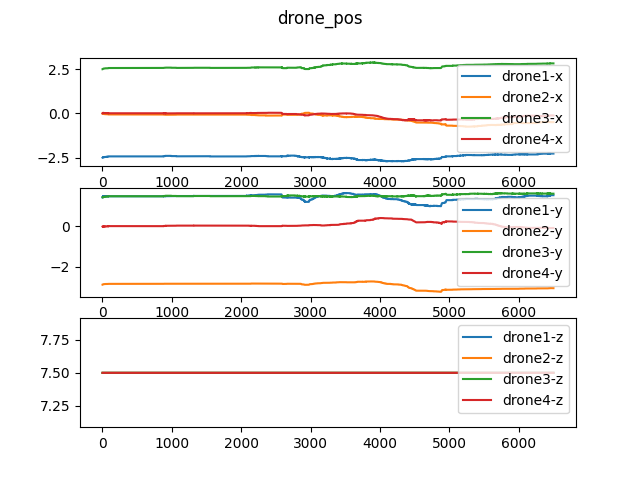 drone_pos
2.5
0.0
−2.5
drone1-x
drone2-x
drone3-x
drone4-x
0 1000 2000 3000 4000 5000 6000
0
−2
drone1-y
drone2-y
drone3-y
drone4-y
0 1000 2000 3000 4000 5000 6000
7.75
7.50
7.25
drone1-z
drone2-z
drone3-z
drone4-z
0 1000 2000 3000 4000 5000 6000